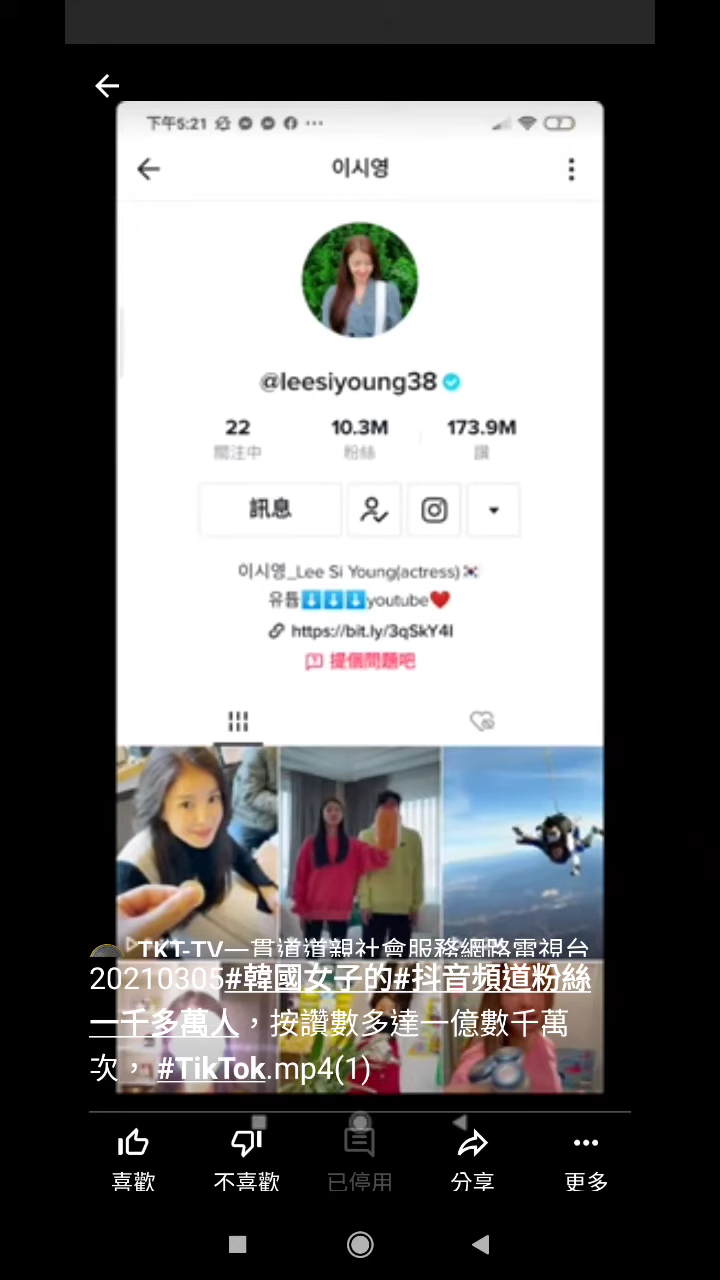 下午5:21
7
이시영
@leesiyoung38
22 10.3M 173.9M
關注中 粉絲 讚
訊息
이시영_Lee Si Young(actress)🇰🇷
유튭⬇️⬇️⬇️youtube❤️
https://bit.ly/3qSkY4I
提個問題吧
TKT-TV一貫道道親社會服務網路電視台
20210305#韓國女子的#抖音頻道粉絲
一千多萬人，按讚數多達一億數千萬
次， #TikTok.mp4(1)
喜歡 不喜歡 已停用 分享 更多